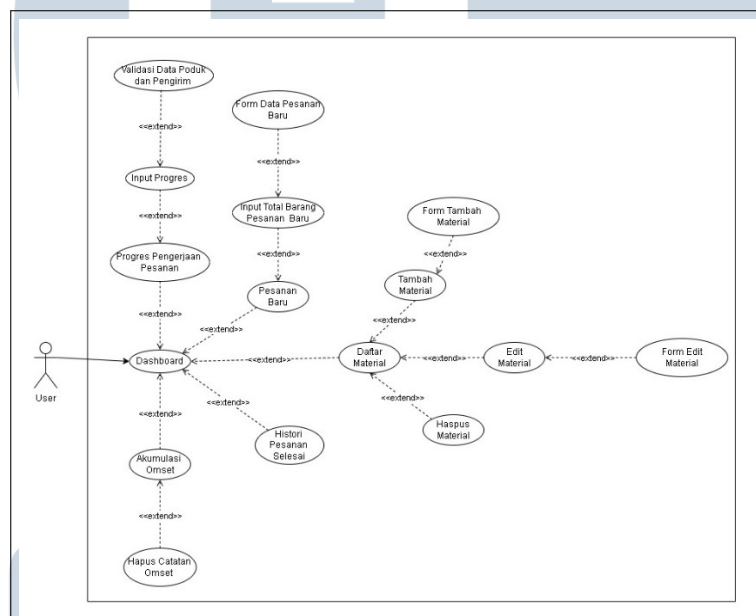 Validasi Data Poduk
dan Pengirim
<<extend>>
Input Progres
<<extend>>
Progres Pengerjaan
Pesanan
<<extend>>
Form Data Pesanan
Baru
<<extend>>
Input Total Barang
Pesanan Baru
<<extend>>
Pesanan
Baru
<<extend>>
Form Tambah
Material
<<extend>>
Tambah
Material
<<extend>>
User
Dashboard
<<extend>>
Daftar
Material
<<extend>>
Edit
Material
<<extend>>
Form Edit
Material
<<extend>>
Haspus
Material
<<extend>>
Histori
Pesanan
Selesai
<<extend>>
Akumulasi
Omset
<<extend>>
Hapus Catatan
Omset